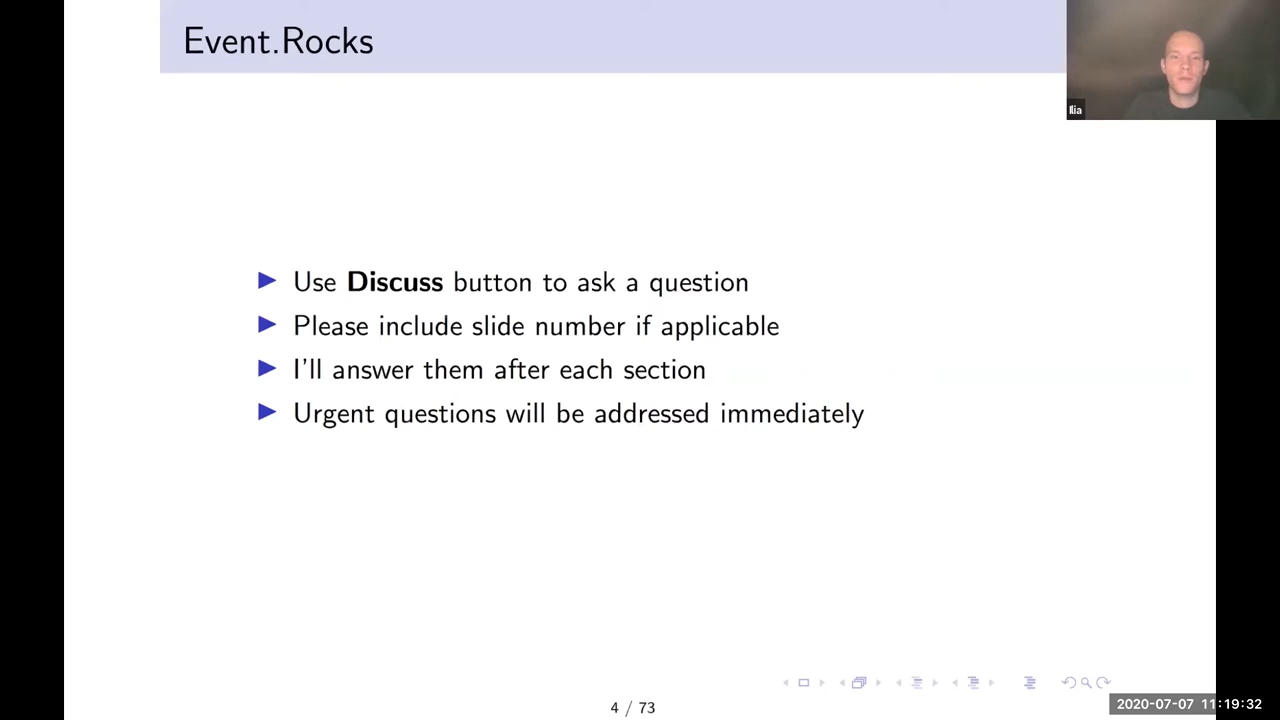 Event.Rocks
Ilia
Use Discuss button to ask a question
Please include slide number if applicable
I'll answer them after each section
Urgent questions will be addressed immediately
4 / 73
2020-07-07 11:19:32